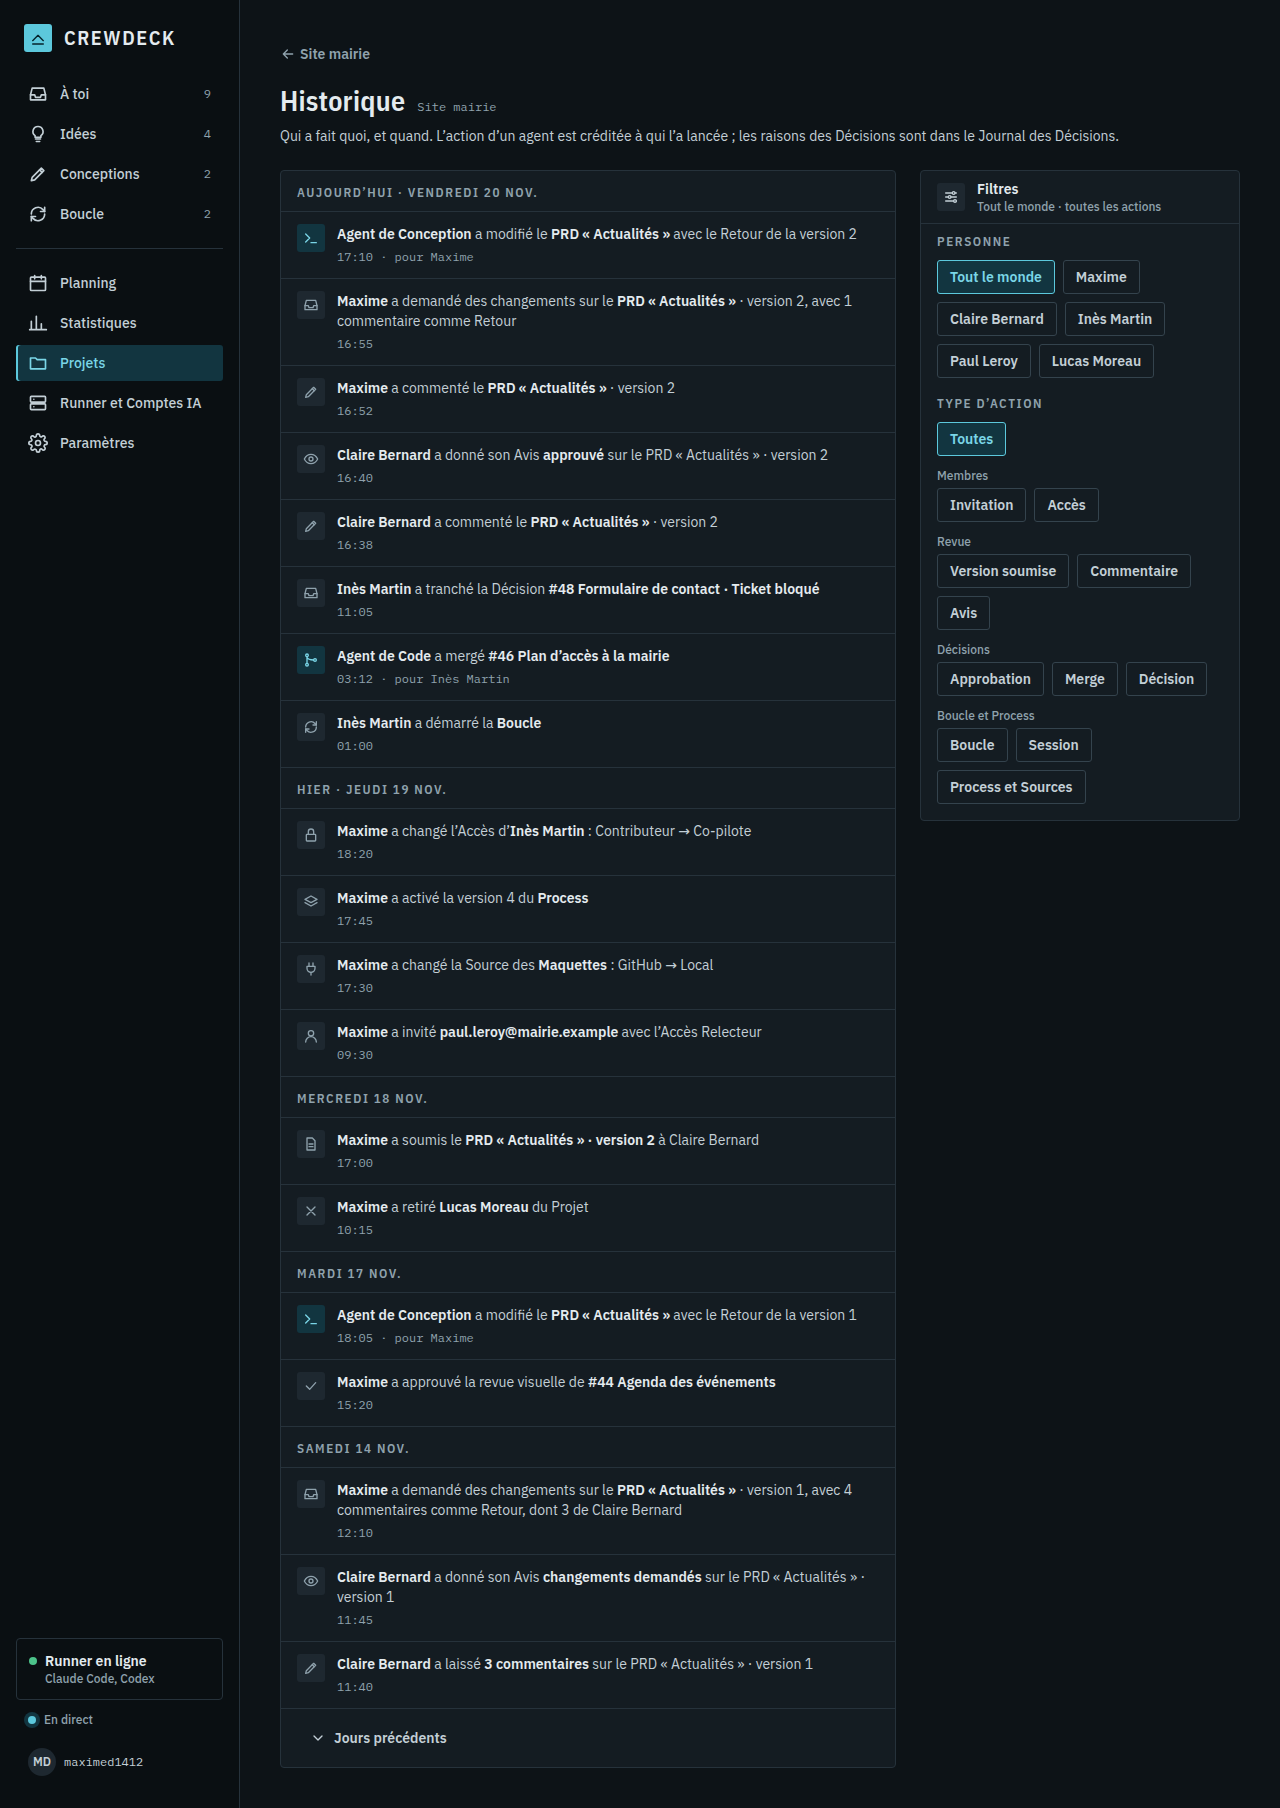 CREWDECK
À toi 9
Idées 4
Conceptions 2
Boucle 2
Planning
Statistiques
Projets
Runner et Comptes IA
Paramètres
Runner en ligne
Claude Code, Codex
En direct
MD maximed1412
← Site mairie
Historique Site mairie
Qui a fait quoi, et quand. L’action d’un agent est créditée à qui l’a lancée ; les raisons des Décisions sont dans le Journal des Décisions.
AUJOURD’HUI · VENDREDI 20 NOV.
Agent de Conception a modifié le PRD « Actualités » avec le Retour de la version 2
17:10 · pour Maxime
Maxime a demandé des changements sur le PRD « Actualités » · version 2, avec 1
commentaire comme Retour
16:55
Maxime a commenté le PRD « Actualités » · version 2
16:52
Claire Bernard a donné son Avis approuvé sur le PRD « Actualités » · version 2
16:40
Claire Bernard a commenté le PRD « Actualités » · version 2
16:38
Inès Martin a tranché la Décision #48 Formulaire de contact · Ticket bloqué
11:05
Agent de Code a mergé #46 Plan d’accès à la mairie
03:12 · pour Inès Martin
Inès Martin a démarré la Boucle
01:00
HIER · JEUDI 19 NOV.
Maxime a changé l’Accès d’Inès Martin : Contributeur → Co-pilote
18:20
Maxime a activé la version 4 du Process
17:45
Maxime a changé la Source des Maquettes : GitHub → Local
17:30
Maxime a invité paul.leroy@mairie.example avec l’Accès Relecteur
09:30
MERCREDI 18 NOV.
Maxime a soumis le PRD « Actualités » · version 2 à Claire Bernard
17:00
Maxime a retiré Lucas Moreau du Projet
10:15
MARDI 17 NOV.
Agent de Conception a modifié le PRD « Actualités » avec le Retour de la version 1
18:05 · pour Maxime
Maxime a approuvé la revue visuelle de #44 Agenda des événements
15:20
SAMEDI 14 NOV.
Maxime a demandé des changements sur le PRD « Actualités » · version 1, avec 4
commentaires comme Retour, dont 3 de Claire Bernard
12:10
Claire Bernard a donné son Avis changements demandés sur le PRD « Actualités » ·
version 1
11:45
Claire Bernard a laissé 3 commentaires sur le PRD « Actualités » · version 1
11:40
Jours précédents
Filtres
Tout le monde · toutes les actions
PERSONNE
Tout le monde Maxime
Claire Bernard Inès Martin
Paul Leroy Lucas Moreau
TYPE D’ACTION
Toutes
Membres
Invitation Accès
Revue
Version soumise Commentaire
Avis
Décisions
Approbation Merge Décision
Boucle et Process
Boucle Session
Process et Sources